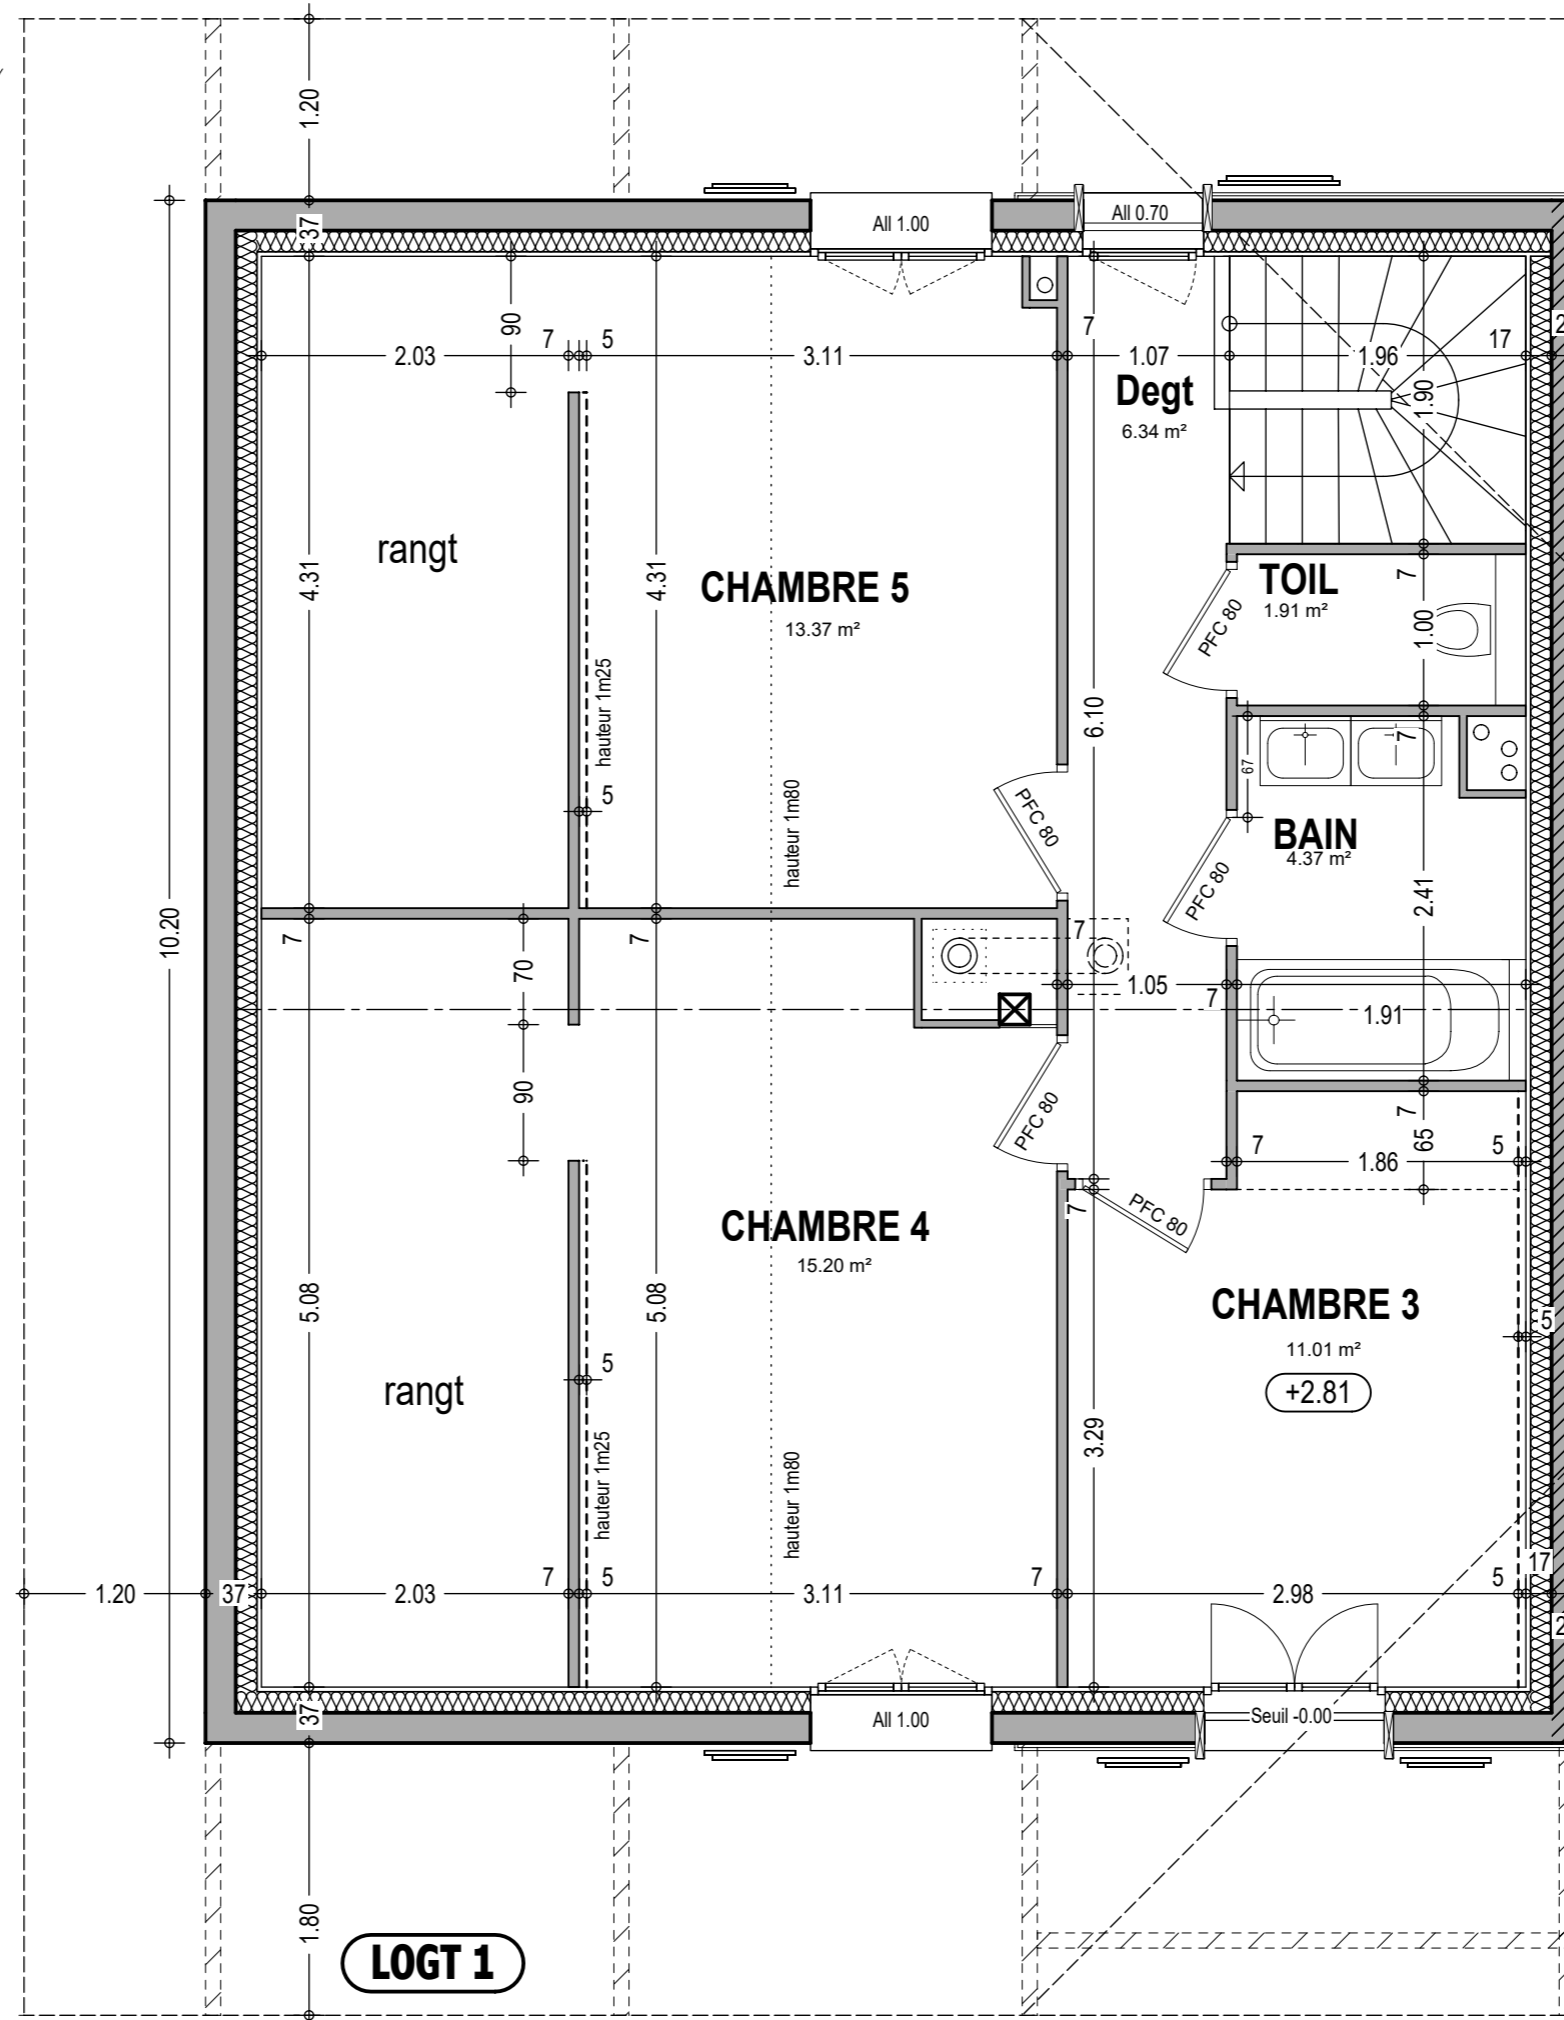 1.20
37
All 1.00
All 0.70
90
7
5
7
17
2
2.03
3.11
1.07
1.96
1.90
Degt
6.34 m²
rangt
4.31
4.31
CHAMBRE 5
13.37 m²
TOIL
1.91 m²
7
1.00
PFC 80
hauteur 1m25
6.10
7
67
5
hauteur 1m80
PFC 80
BAIN
4.37 m²
PFC 80
2.41
10.20
7
7
7
70
1.05
7
1.91
90
PFC 80
7
65
7
1.86
5
PFC 80
7
CHAMBRE 4
15.20 m²
5.08
5.08
CHAMBRE 3
11.01 m²
5
+2.81
5
rangt
3.29
hauteur 1m25
hauteur 1m80
17
7
5
7
5
1.20
37
2.03
3.11
2.98
2
37
All 1.00
Seuil -0.00
1.80
LOGT 1